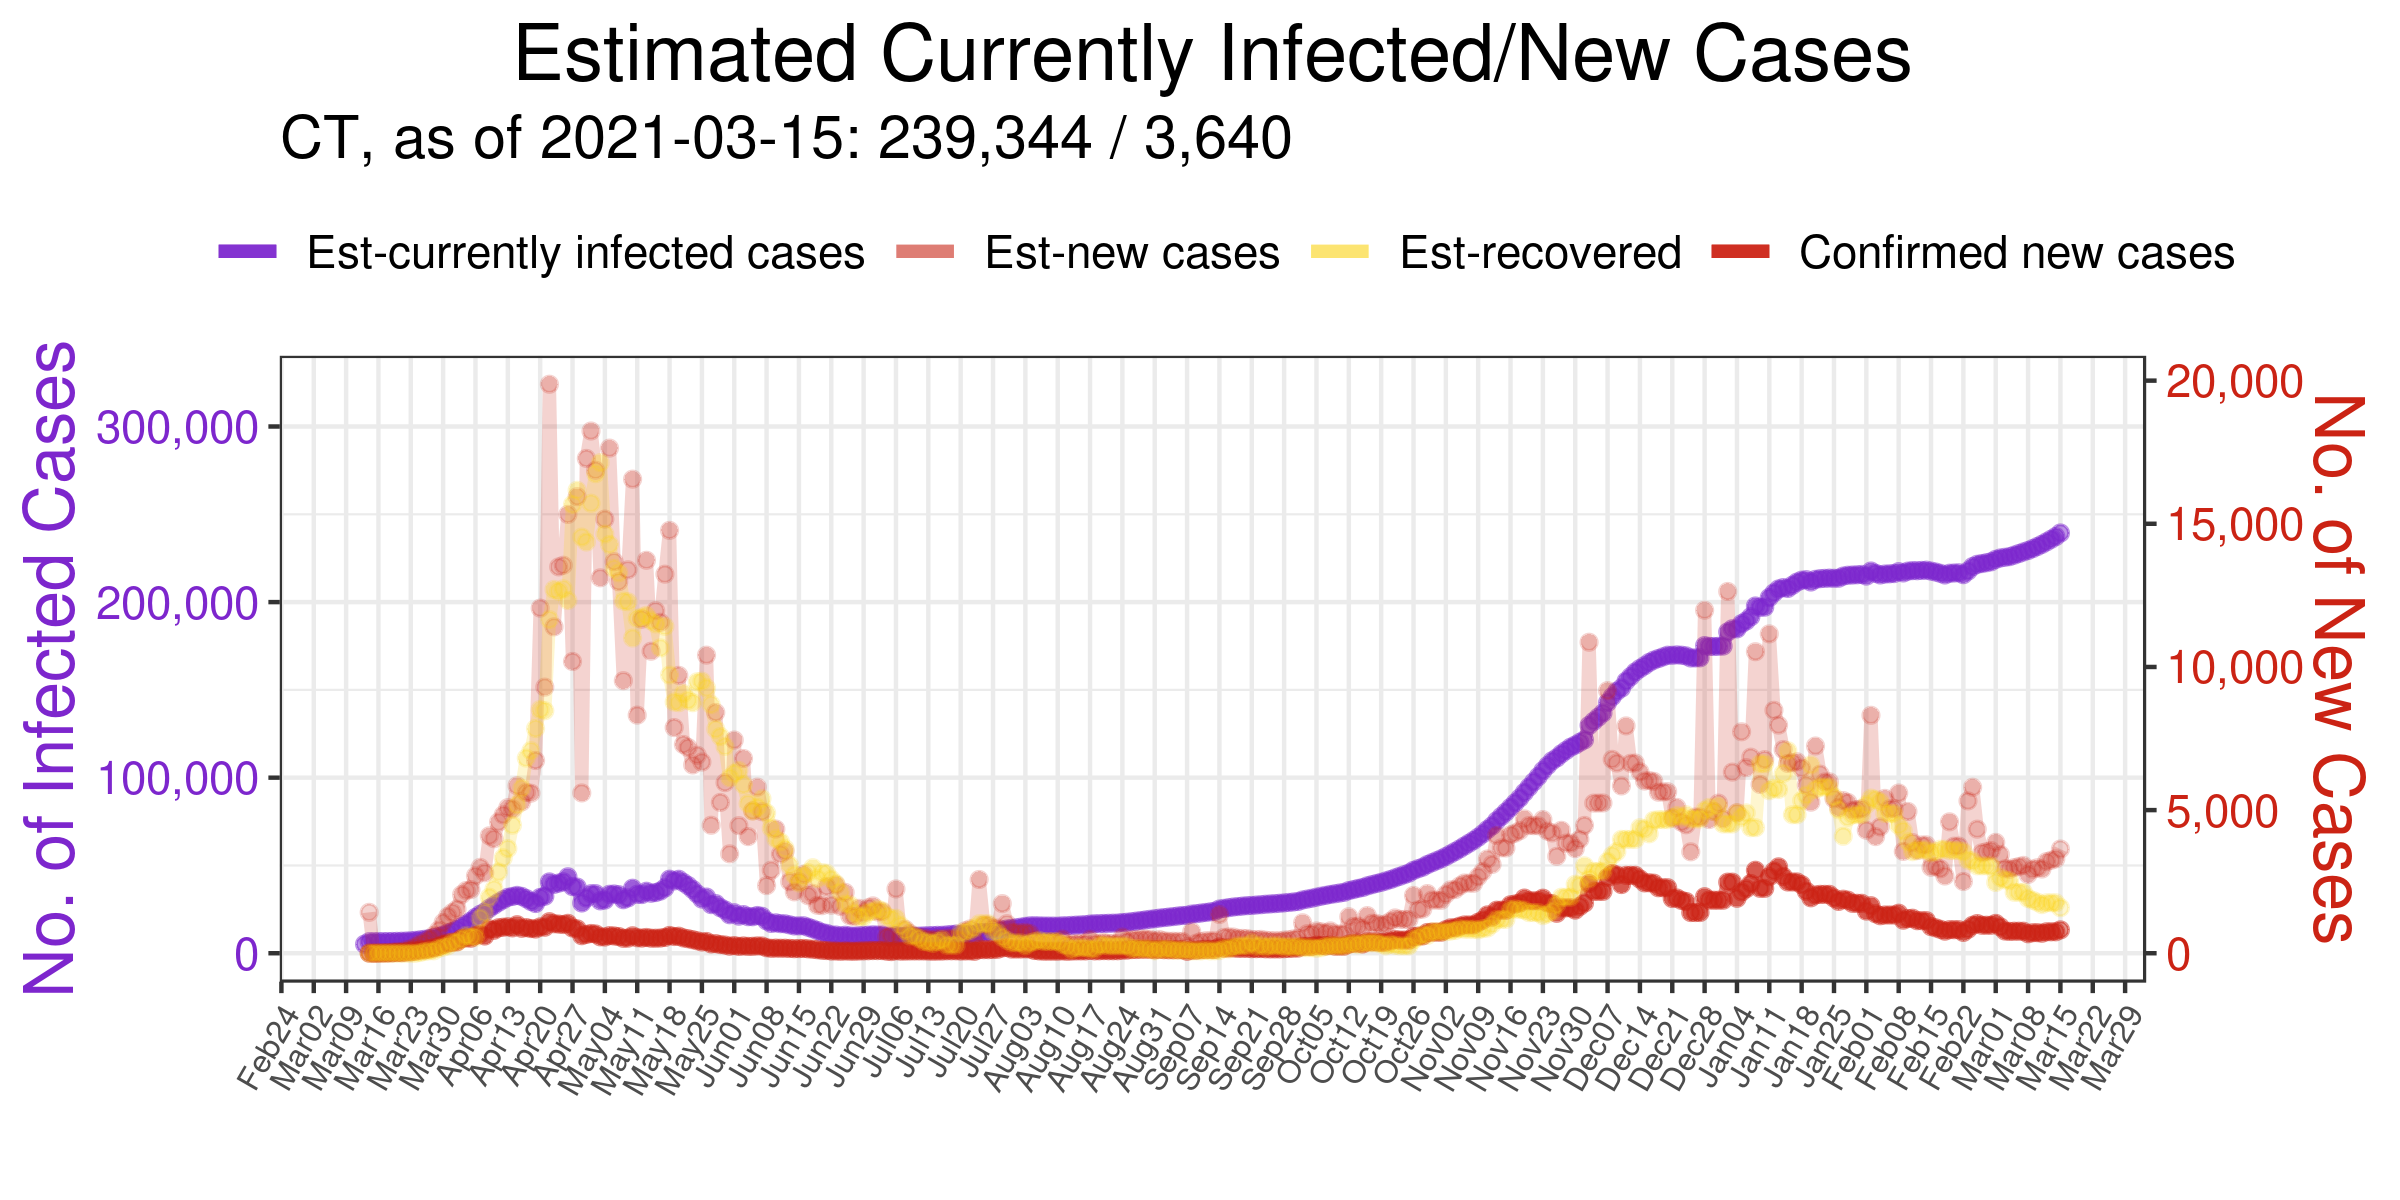 Estimated Currently Infected/New Cases
CT, as of 2021-03-15: 239,344 / 3,640
Est-currently infected cases Est-new cases Est-recovered Confirmed new cases
No. of Infected Cases
300,000
200,000
100,000
0
20,000
15,000
10,000
5,000
0
No. of New Cases
Feb24 Mar02 Mar09 Mar16 Mar23 Mar30 Apr06 Apr13 Apr20 Apr27 May04 May11 May18 May25 Jun01 Jun08 Jun15 Jun22 Jun29 Jul06 Jul13 Jul20 Jul27 Aug03 Aug10 Aug17 Aug24 Aug31 Sep07 Sep14 Sep21 Sep28 Oct05 Oct12 Oct19 Oct26 Nov02 Nov09 Nov16 Nov23 Nov30 Dec07 Dec14 Dec21 Dec28 Jan04 Jan11 Jan18 Jan25 Feb01 Feb08 Feb15 Feb22 Mar01 Mar08 Mar15 Mar22 Mar29